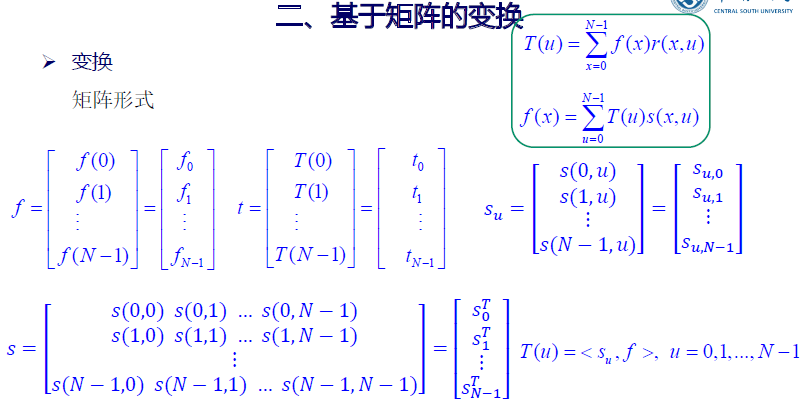 二、基于矩阵的变换
CENTRAL SOUTH UNIVERSITY
➢ 变换
矩阵形式
T(u) = \sum_{x=0}^{N-1} f(x)r(x,u)
f(x) = \sum_{u=0}^{N-1} T(u)s(x,u)
f = \begin{bmatrix} f(0) \\ f(1) \\ \vdots \\ f(N-1) \end{bmatrix} = \begin{bmatrix} f_0 \\ f_1 \\ \vdots \\ f_{N-1} \end{bmatrix}
t = \begin{bmatrix} T(0) \\ T(1) \\ \vdots \\ T(N-1) \end{bmatrix} = \begin{bmatrix} t_0 \\ t_1 \\ \vdots \\ t_{N-1} \end{bmatrix}
s_u = \begin{bmatrix} s(0,u) \\ s(1,u) \\ \vdots \\ s(N-1,u) \end{bmatrix} = \begin{bmatrix} s_{u,0} \\ s_{u,1} \\ \vdots \\ s_{u,N-1} \end{bmatrix}
s = \begin{bmatrix} s(0,0) \; s(0,1) \; \dots \; s(0,N-1) \\ s(1,0) \; s(1,1) \; \dots \; s(1,N-1) \\ \vdots \\ s(N-1,0) \; s(N-1,1) \; \dots \; s(N-1,N-1) \end{bmatrix} = \begin{bmatrix} s_0^T \\ s_1^T \\ \vdots \\ s_{N-1}^T \end{bmatrix}
T(u) = < s_u, f >, u = 0,1,...,N-1